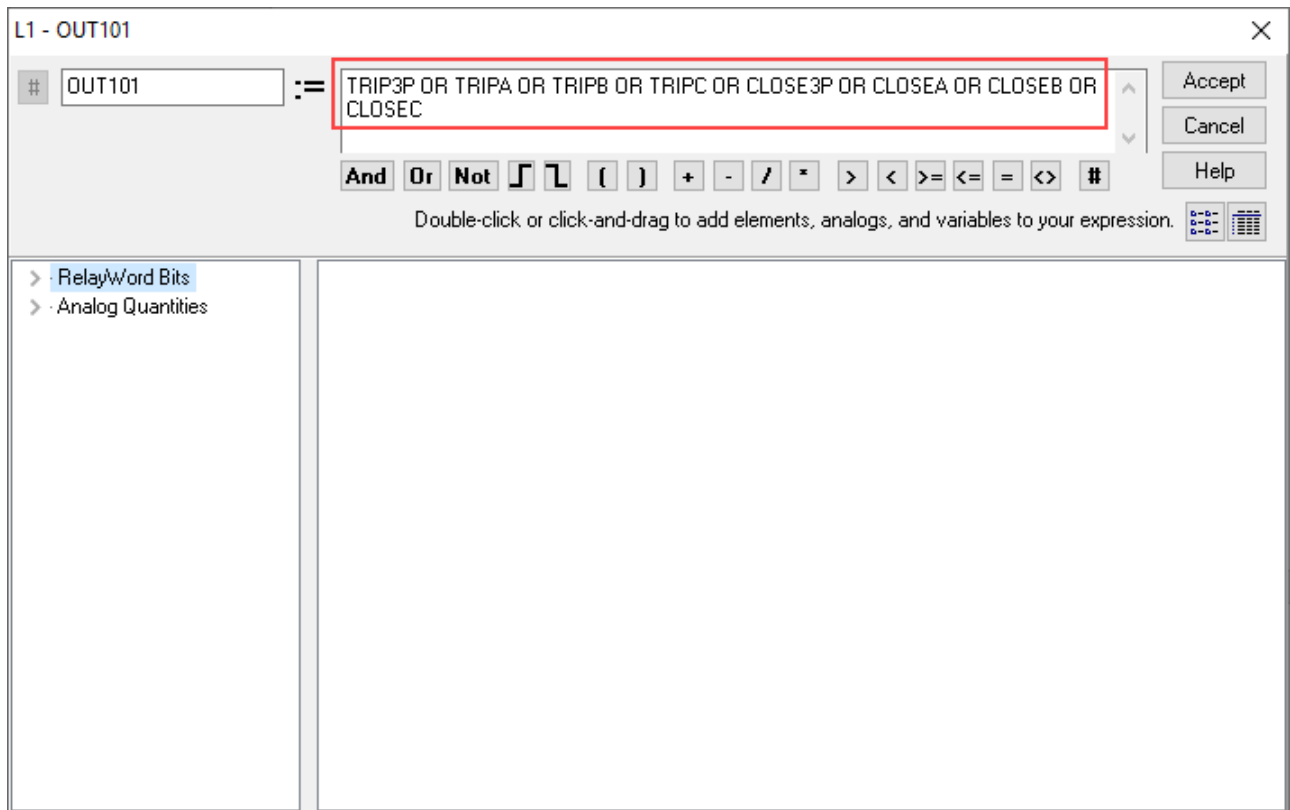 L1 - OUT101
# OUT101 := TRIP3P OR TRIPA OR TRIPB OR TRIPC OR CLOSE3P OR CLOSEA OR CLOSEB OR
CLOSEC
Accept
Cancel
Help
And Or Not ( ) + - / * > < >= <= = <> #
Double-click or click-and-drag to add elements, analogs, and variables to your expression.
RelayWord Bits
Analog Quantities